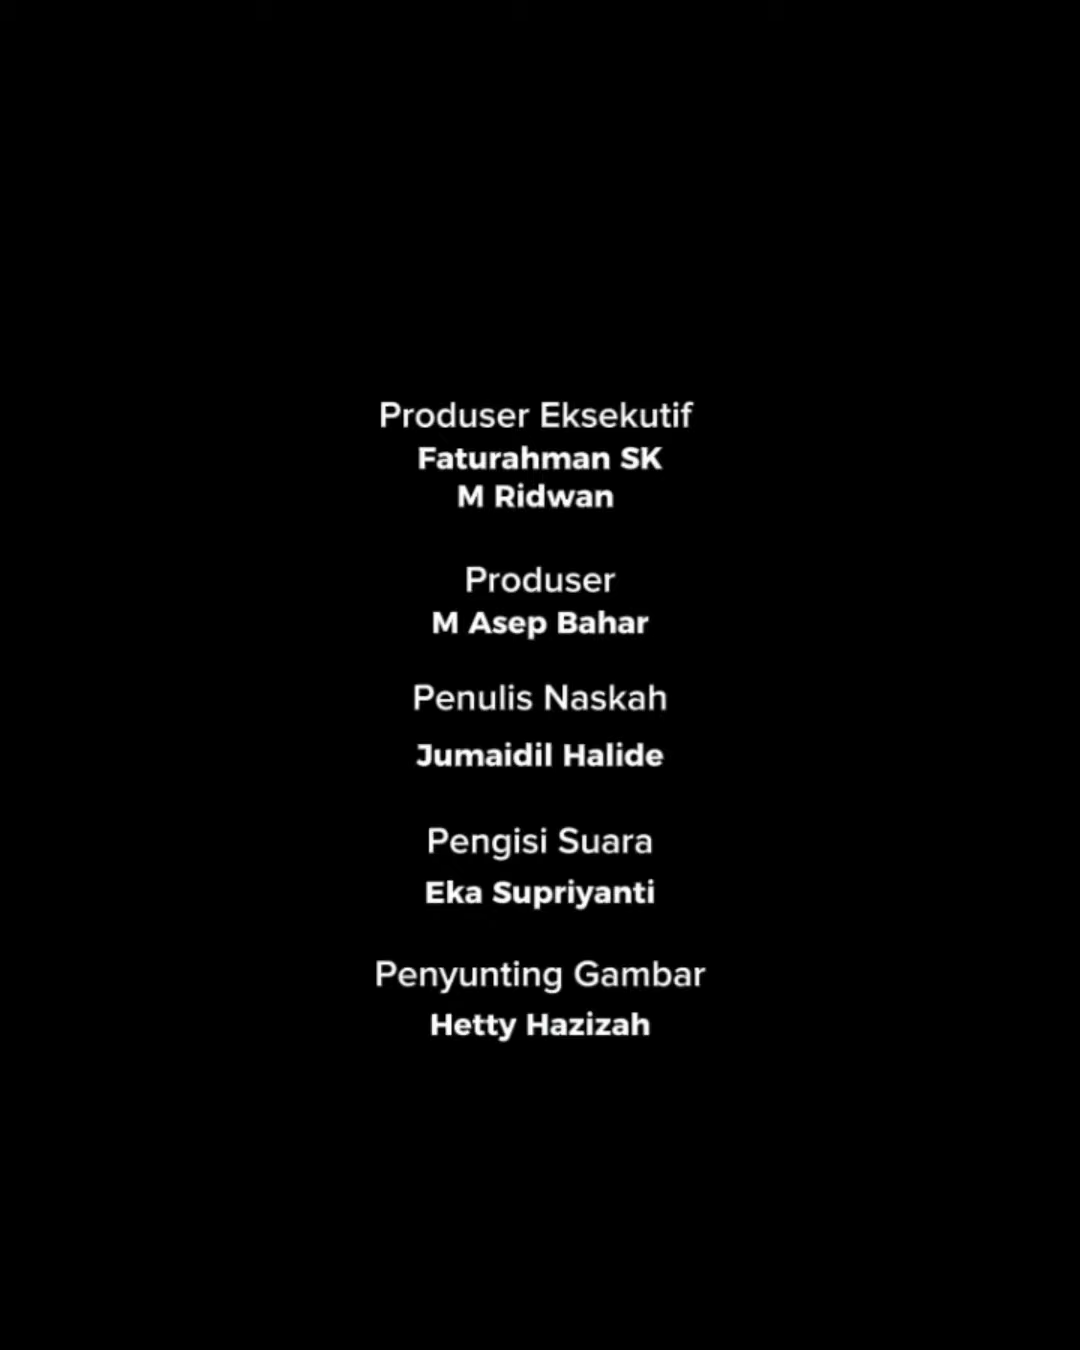 Produser Eksekutif
Faturahman SK
M Ridwan
Produser
M Asep Bahar
Penulis Naskah
Jumaidil Halide
Pengisi Suara
Eka Supriyanti
Penyunting Gambar
Hetty Hazizah